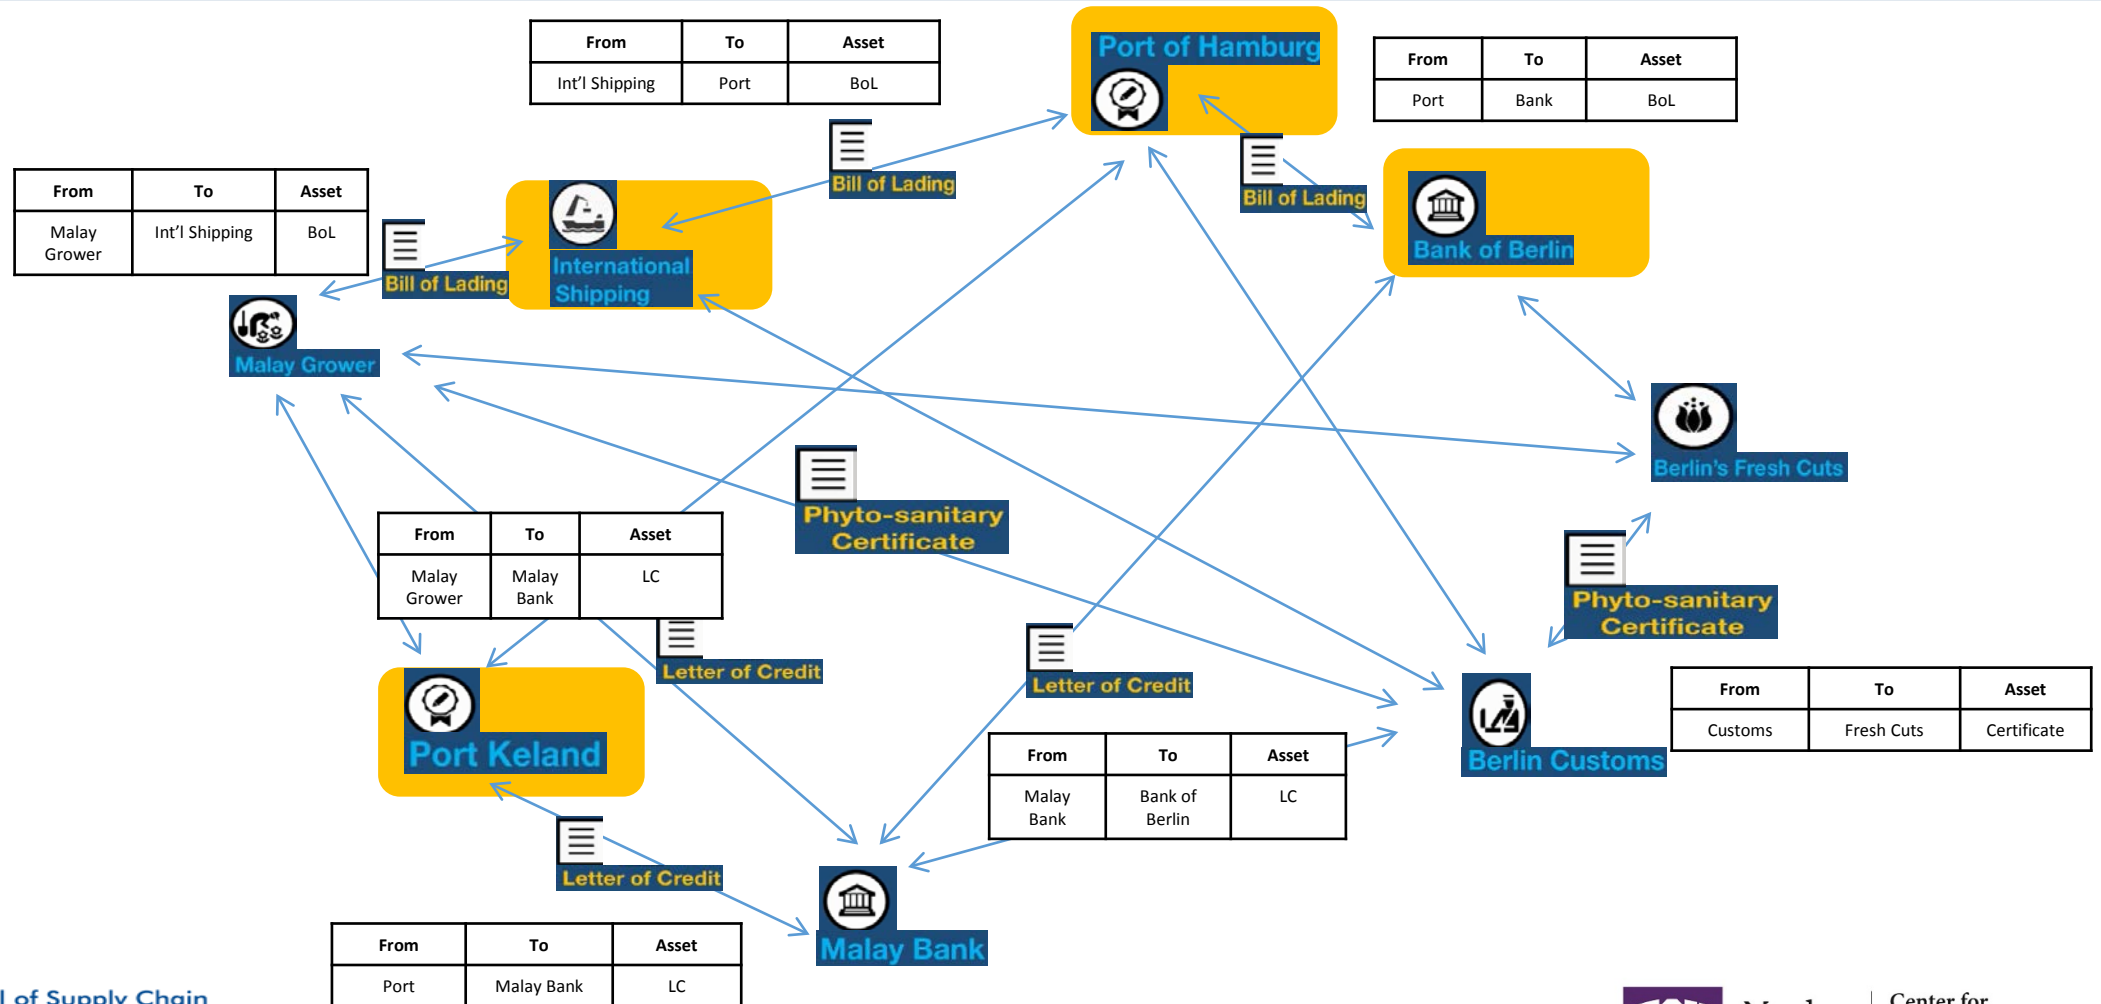 From To Asset
Int'l Shipping Port BoL
Port of Hamburg
From To Asset
Port Bank BoL
Bill of Lading
Bill of Lading
From To Asset
Malay
Grower
Int'l Shipping BoL
Bill of Lading
International
Shipping
Bank of Berlin
Malay Grower
Berlin's Fresh Cuts
Phyto-sanitary
Certificate
From To Asset
Malay
Grower
Malay
Bank
LC
Letter of Credit
Phyto-sanitary
Certificate
Letter of Credit
Port Keland
Berlin Customs
From To Asset
Customs Fresh Cuts Certificate
From To Asset
Malay
Bank
Bank of
Berlin
LC
Letter of Credit
Malay Bank
From To Asset
Port Malay Bank LC
of Supply Chain
Center for